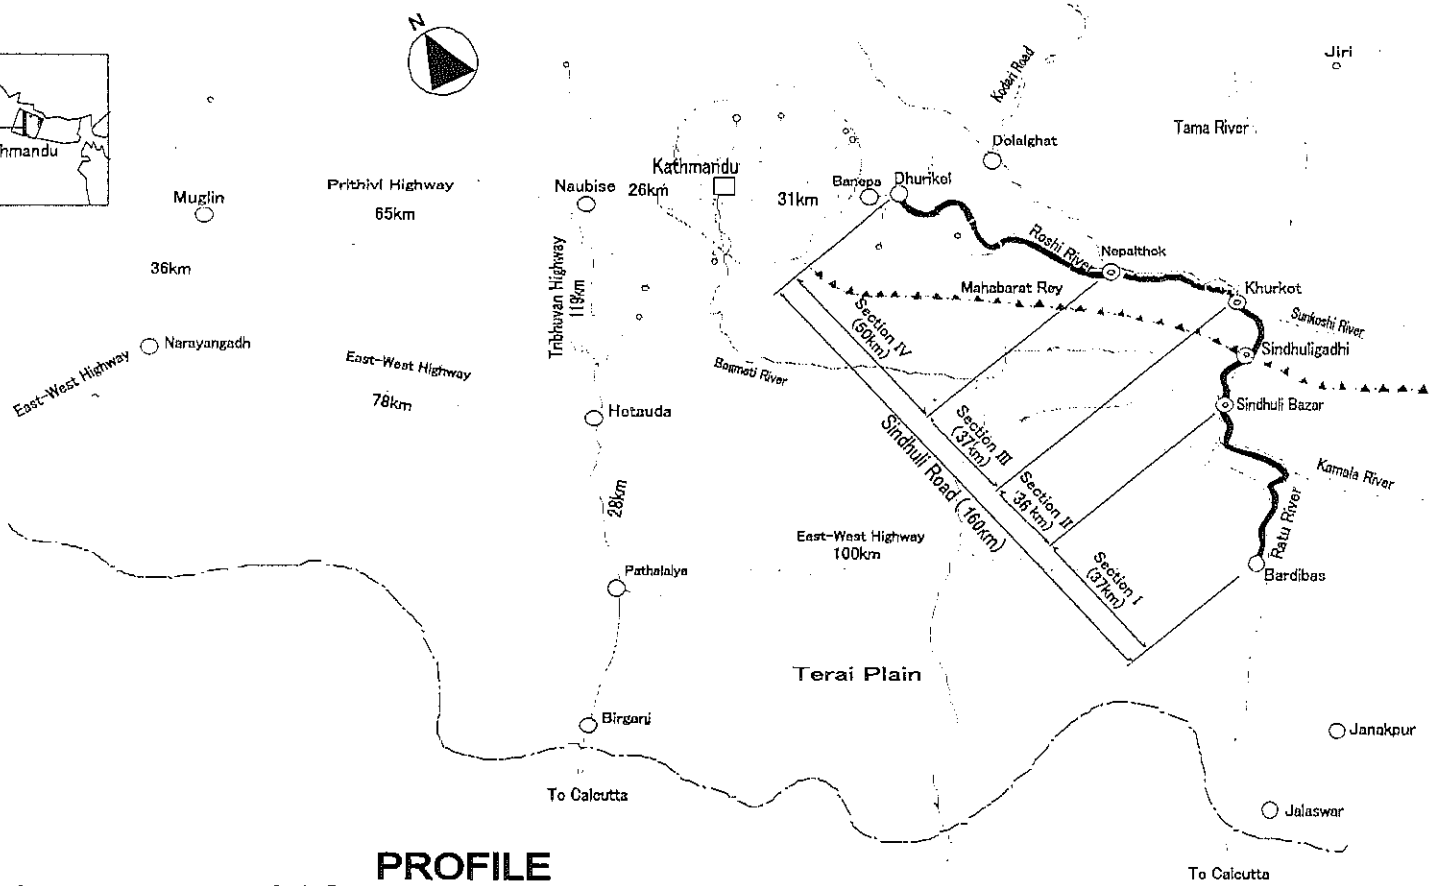 N
Jiri
Kodari Road
Tama River
Dolalghat
hmandu
Kathmandu
Muglin
Prithivi Highway
65km
Naubise
26km
31km
Banepa
Dhurikel
Roshi River
Nepalthok
36km
Tribhuvan Highway
119km
Mahabarat Rey
Khurkot
Sunkoshi River
Section IV
(50km)
Narayangadh
East-West Highway
East-West Highway
78km
Bagmati River
Sindhuligadhi
Hetauda
Section III
(37km)
Sindhuli Bazar
Sindhuli Road (160km)
Section II
(36 km)
Kamala River
28km
East-West Highway
100km
Ratu River
Section I
(37km)
Pathalaiya
Bardibas
Terai Plain
Birganj
Janakpur
To Calcutta
Jalaswar
PROFILE
To Calcutta